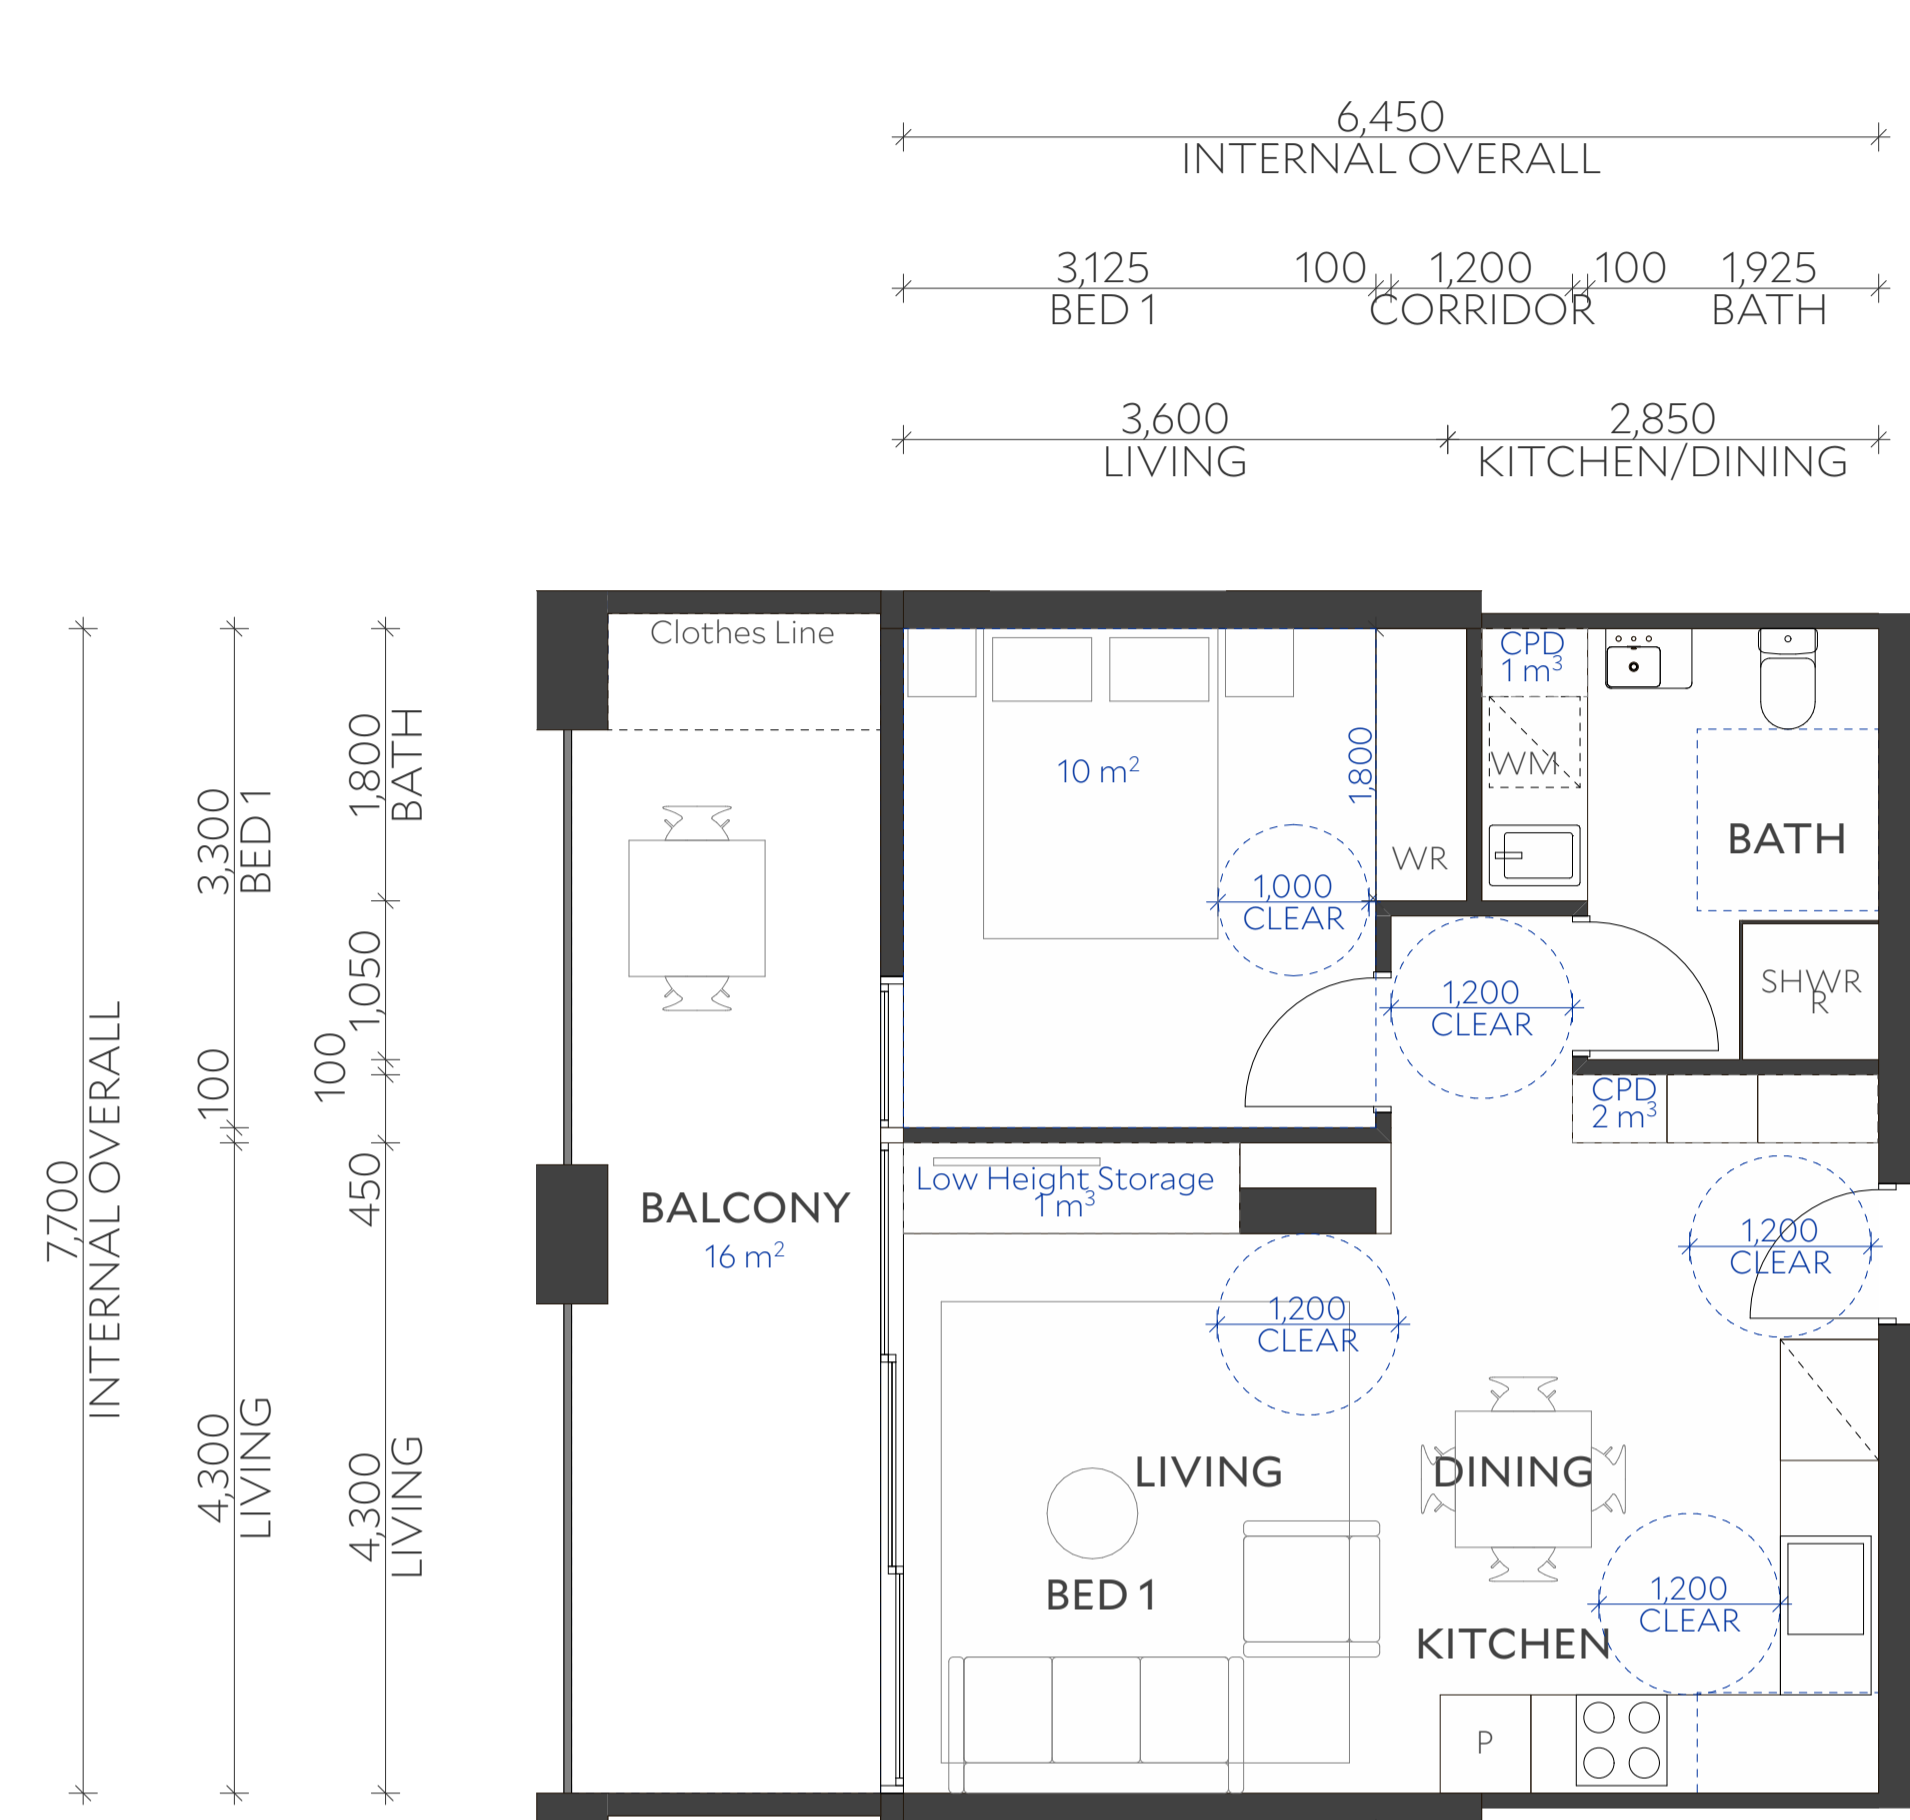 6,450
INTERNAL OVERALL
3,125
100
1,200
100
1,925
BED 1
CORRIDOR
BATH
3,600
2,850
LIVING
KITCHEN/DINING
7,700
INTERNAL OVERALL
3,300
BED 1
100
4,300
LIVING
1,800
BATH
1,050
100
450
4,300
LIVING
Clothes Line
CPD
1 m³
10 m²
1,800
WM
BATH
WR
1,000
CLEAR
SHWR
R
1,200
CLEAR
CPD
2 m³
Low Height Storage
1 m³
BALCONY
16 m²
1,200
CLEAR
1,200
CLEAR
LIVING
DINING
BED 1
1,200
CLEAR
KITCHEN
P